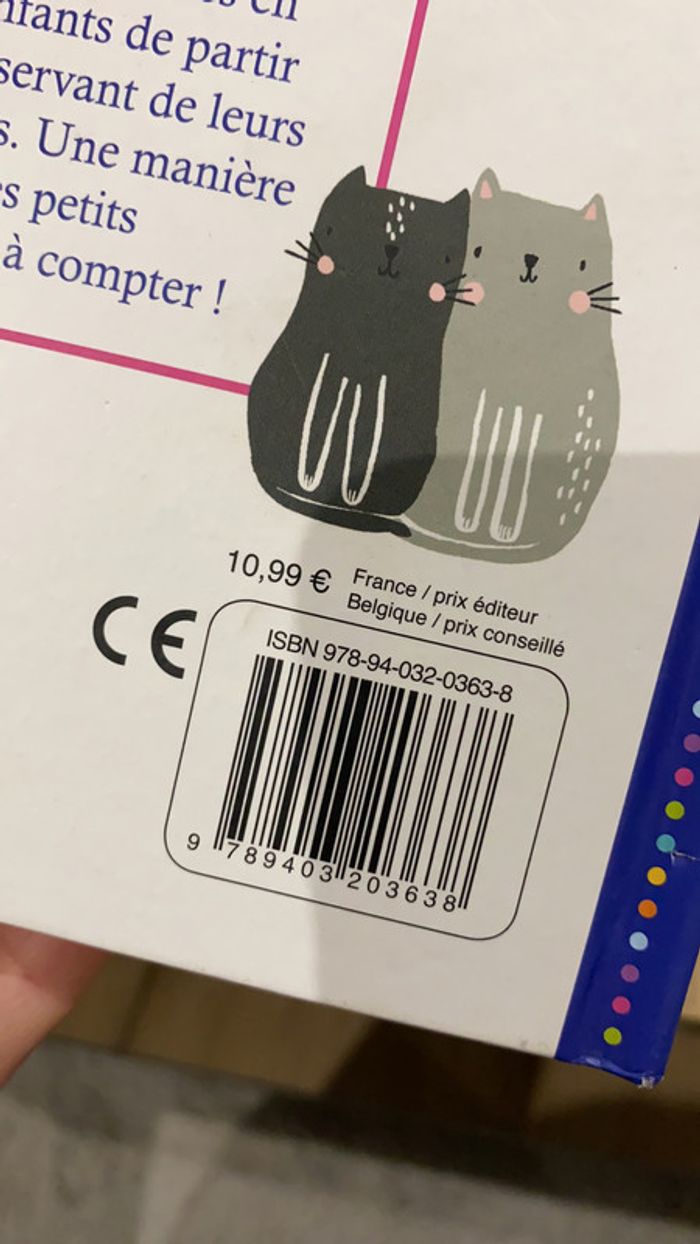 en
nfants de partir
servant de leurs
s. Une manière
s petits
à compter !
10,99 €
France / prix éditeur
Belgique / prix conseillé
CE
ISBN 978-94-032-0363-8
9 789403 203638